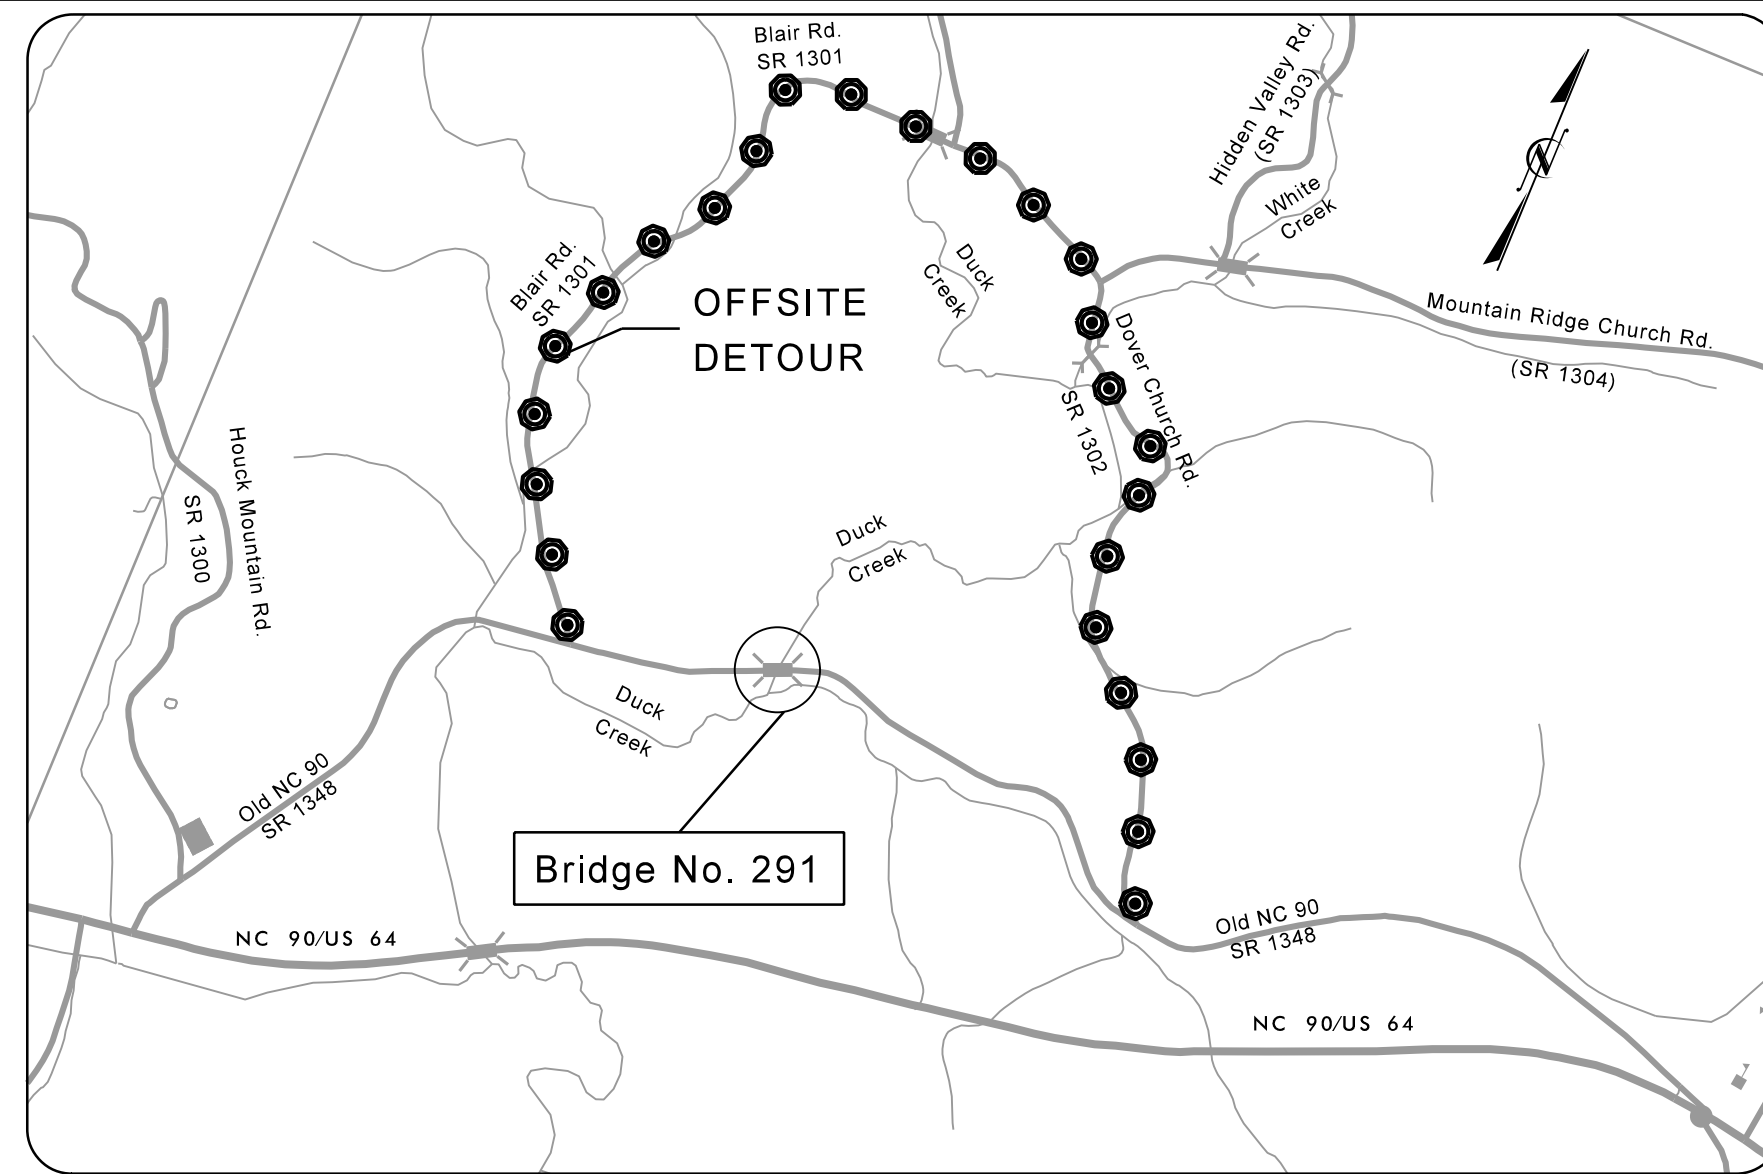 Blair Rd.
SR 1301
Hidden Valley Rd.
(SR 1303)
White
Creek
N
Duck
Creek
Blair Rd.
SR 1301
OFFSITE
DETOUR
Mountain Ridge Church Rd.
(SR 1304)
Dover Church Rd.
SR 1302
Houck Mountain Rd.
SR 1300
Duck
Creek
Duck
Creek
Old NC 90
SR 1348
Bridge No. 291
Old NC 90
SR 1348
NC 90/US 64
NC 90/US 64